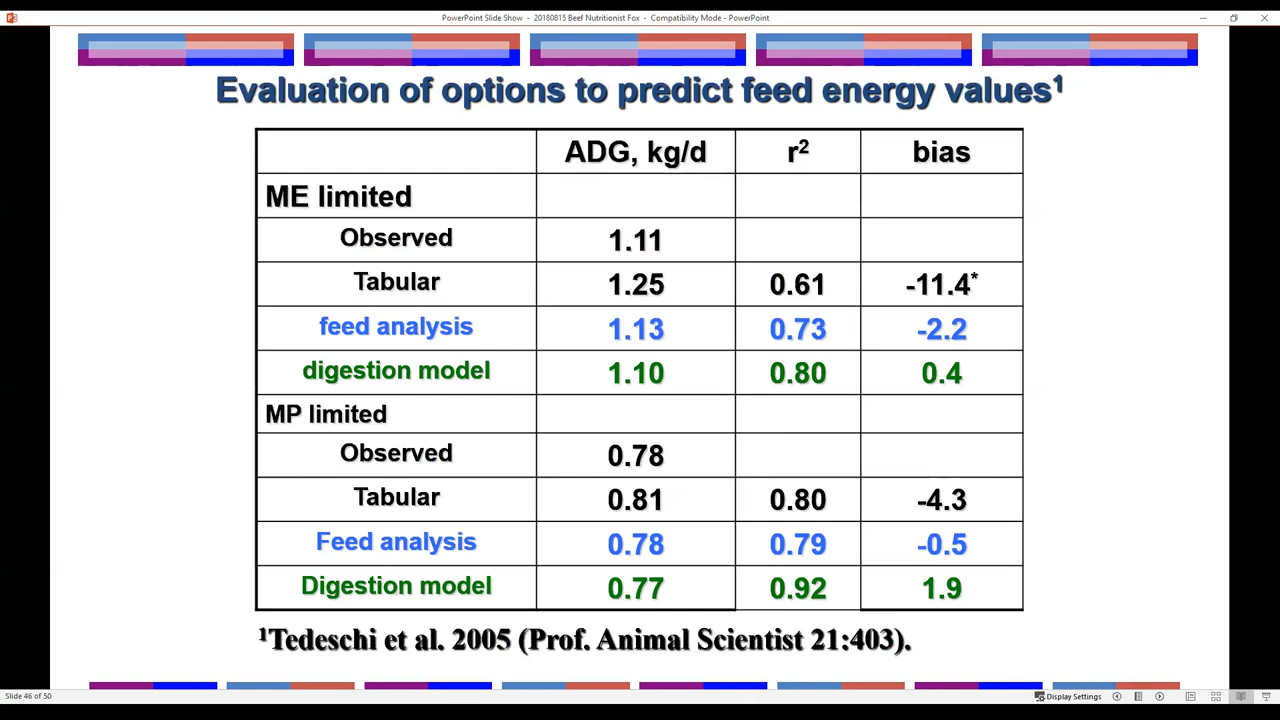 PowerPoint Slide Show - 20180815 Beef Nutritionist Fox - Compatibility Mode - PowerPoint
Evaluation of options to predict feed energy values¹
ADG, kg/d r² bias
ME limited
Observed 1.11
Tabular 1.25 0.61 -11.4*
feed analysis 1.13 0.73 -2.2
digestion model 1.10 0.80 0.4
MP limited
Observed 0.78
Tabular 0.81 0.80 -4.3
Feed analysis 0.78 0.79 -0.5
Digestion model 0.77 0.92 1.9
¹Tedeschi et al. 2005 (Prof. Animal Scientist 21:403).
Slide 46 of 50 Display Settings